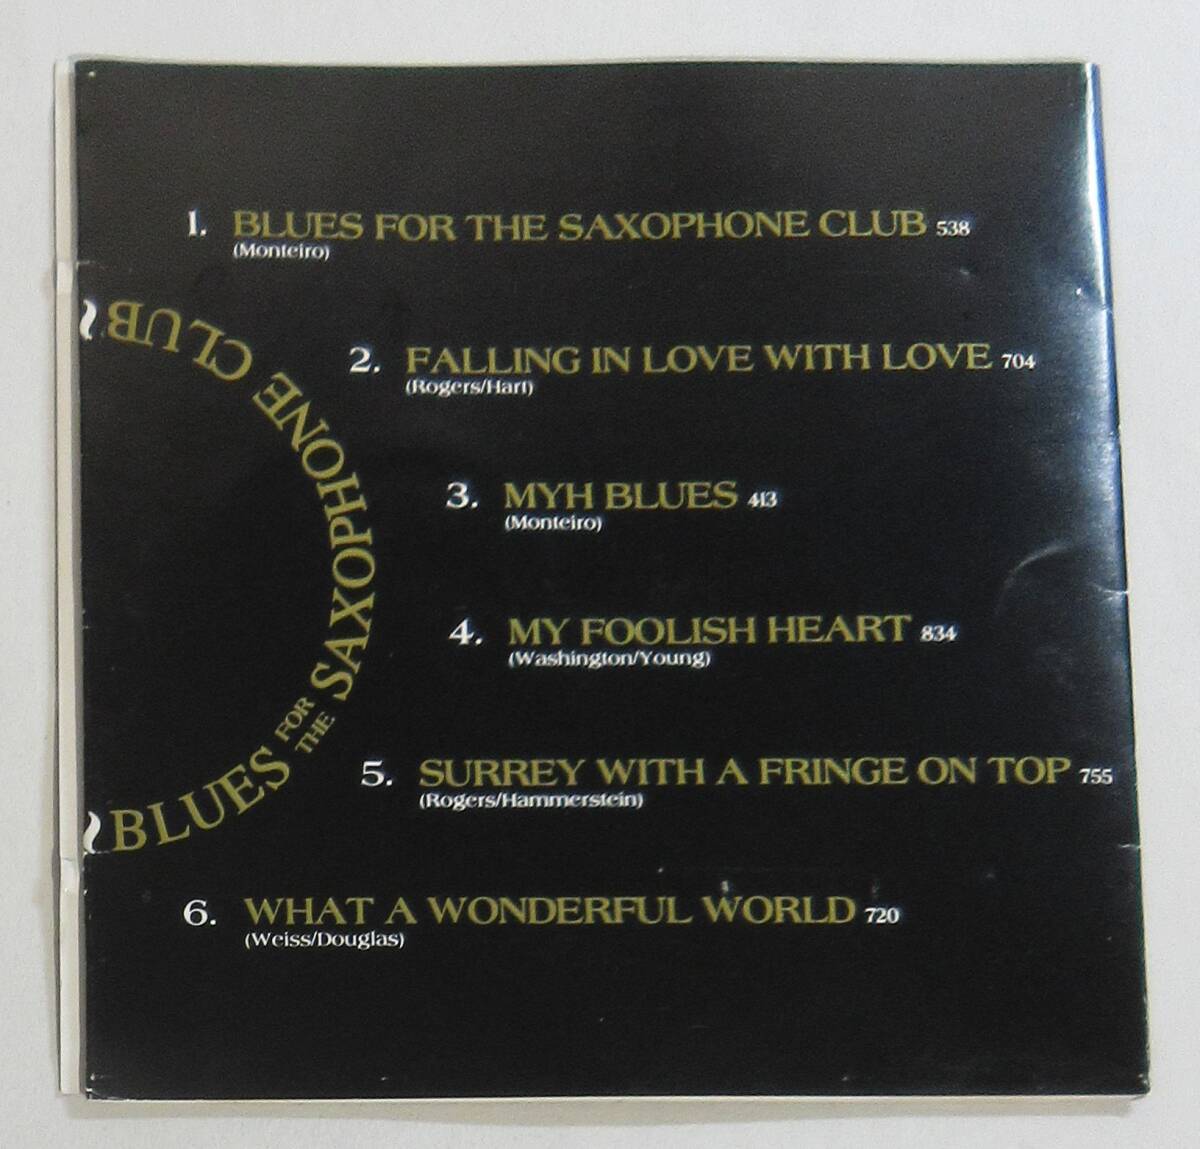 1. BLUES FOR THE SAXOPHONE CLUB 538
(Monteiro)
2. FALLING IN LOVE WITH LOVE 704
(Rogers/Hart)
3. MYH BLUES 413
(Monteiro)
4. MY FOOLISH HEART 834
(Washington/Young)
5. SURREY WITH A FRINGE ON TOP 755
(Rogers/Hammerstein)
6. WHAT A WONDERFUL WORLD 720
(Weiss/Douglas)
~BLUES FOR THE SAXOPHONE CLUB~